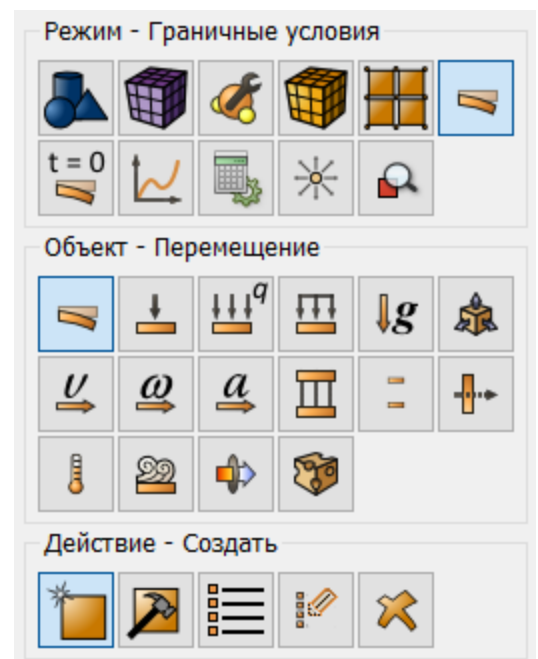 Режим - Граничные условия
t = 0
Объект - Перемещение
q
g
υ ω a
Действие - Создать